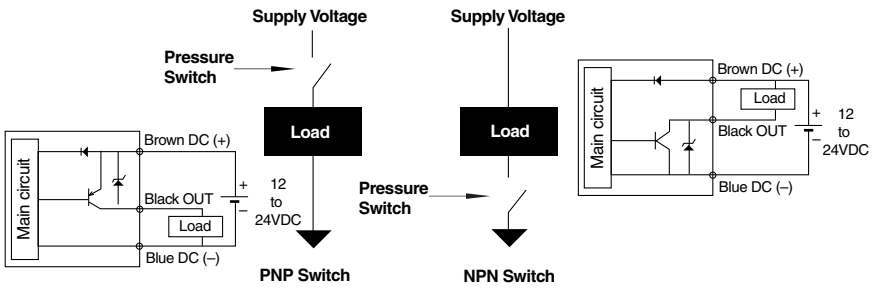 Supply Voltage
Pressure
Switch
Load
PNP Switch
Main circuit
Brown DC (+)
Black OUT
Load
Blue DC (–)
+
–
12
to
24VDC
Supply Voltage
Load
Pressure
Switch
NPN Switch
Main circuit
Brown DC (+)
Load
Black OUT
Blue DC (–)
+
–
12
to
24VDC